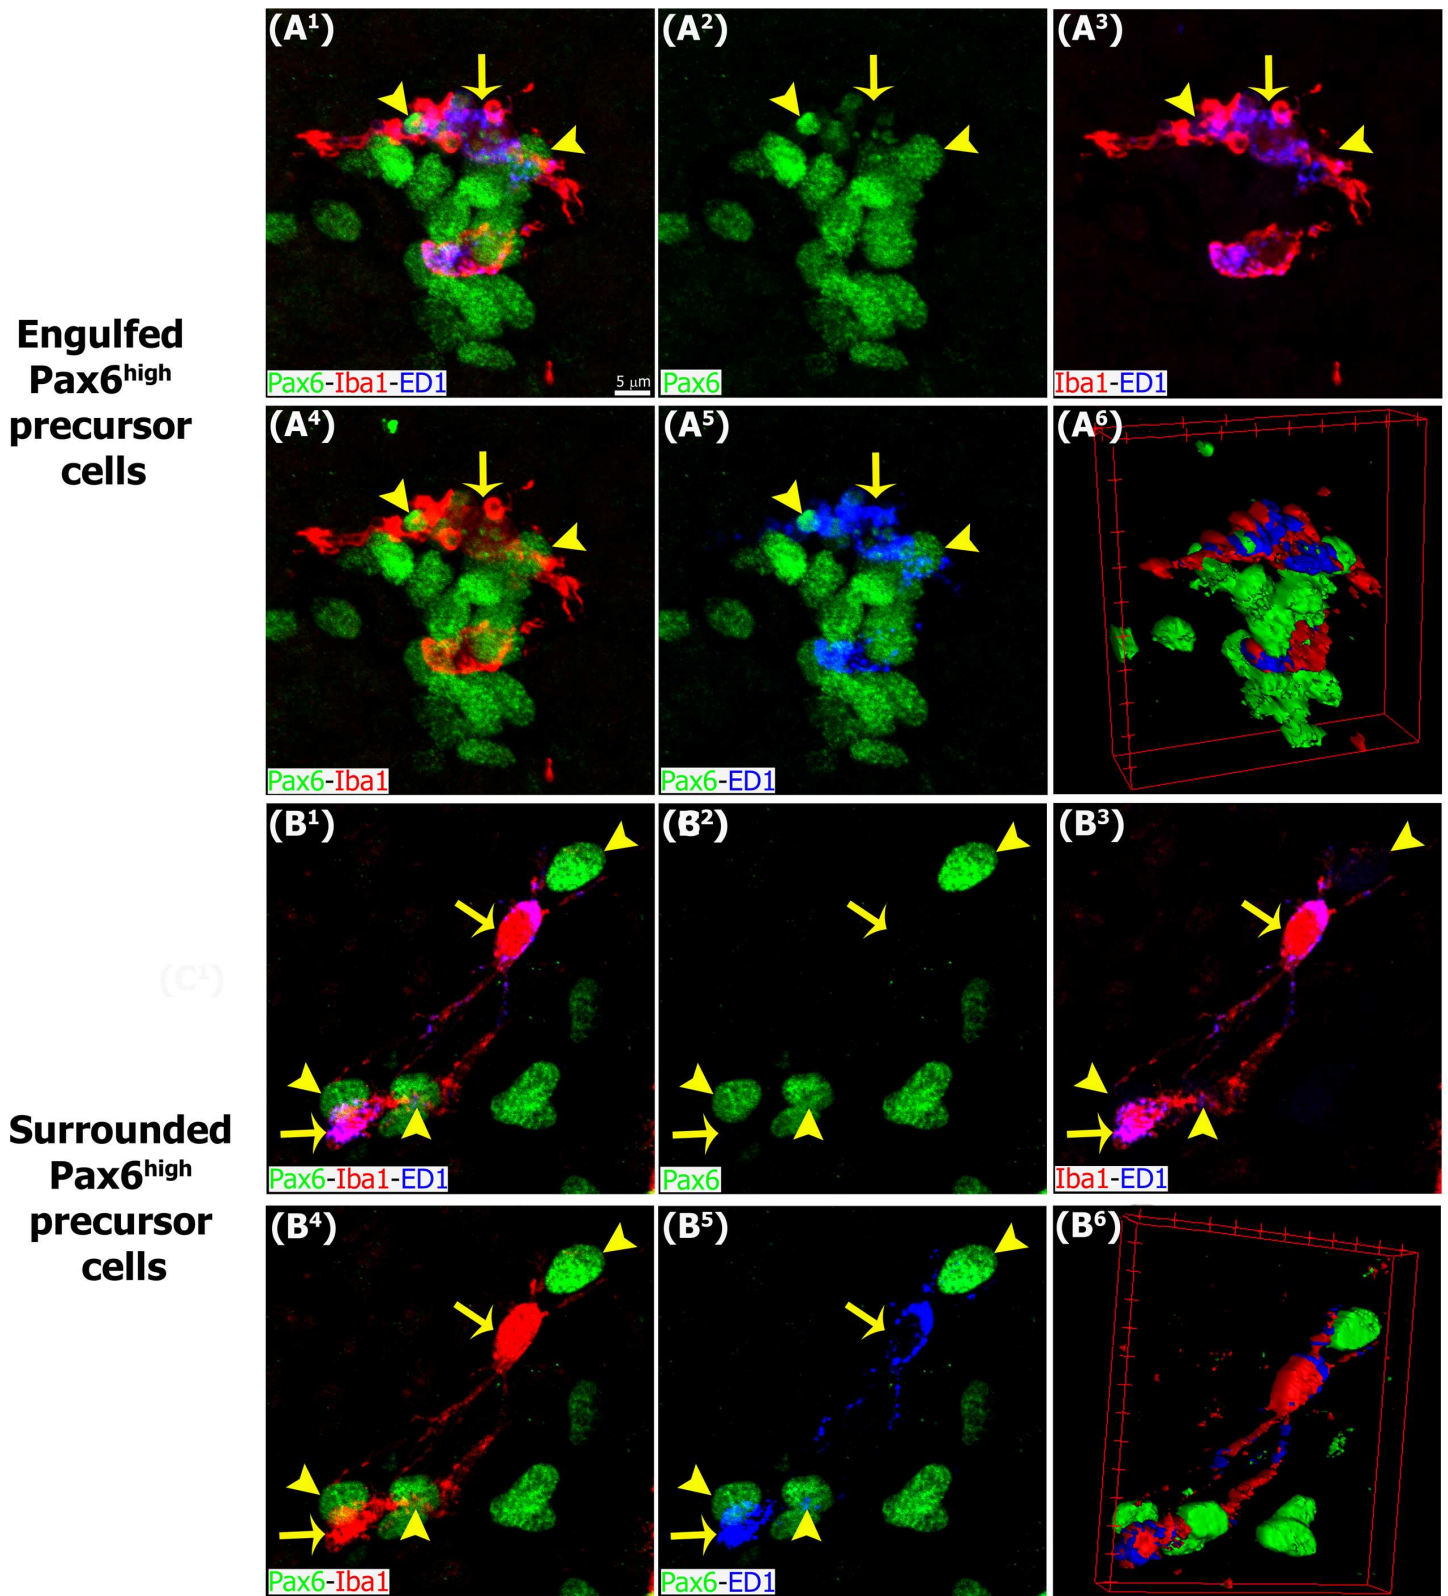 (A¹) (A²) (A³)
Engulfed
Pax6high
precursor
cells
Pax6-Iba1-ED1 5 μm Pax6 Iba1-ED1
(A⁴) (A⁵) (A⁶)
Pax6-Iba1 Pax6-ED1
(B¹) (B²) (B³)
(C¹)
Surrounded
Pax6high
precursor
cells
Pax6-Iba1-ED1 Pax6 Iba1-ED1
(B⁴) (B⁵) (B⁶)
Pax6-Iba1 Pax6-ED1